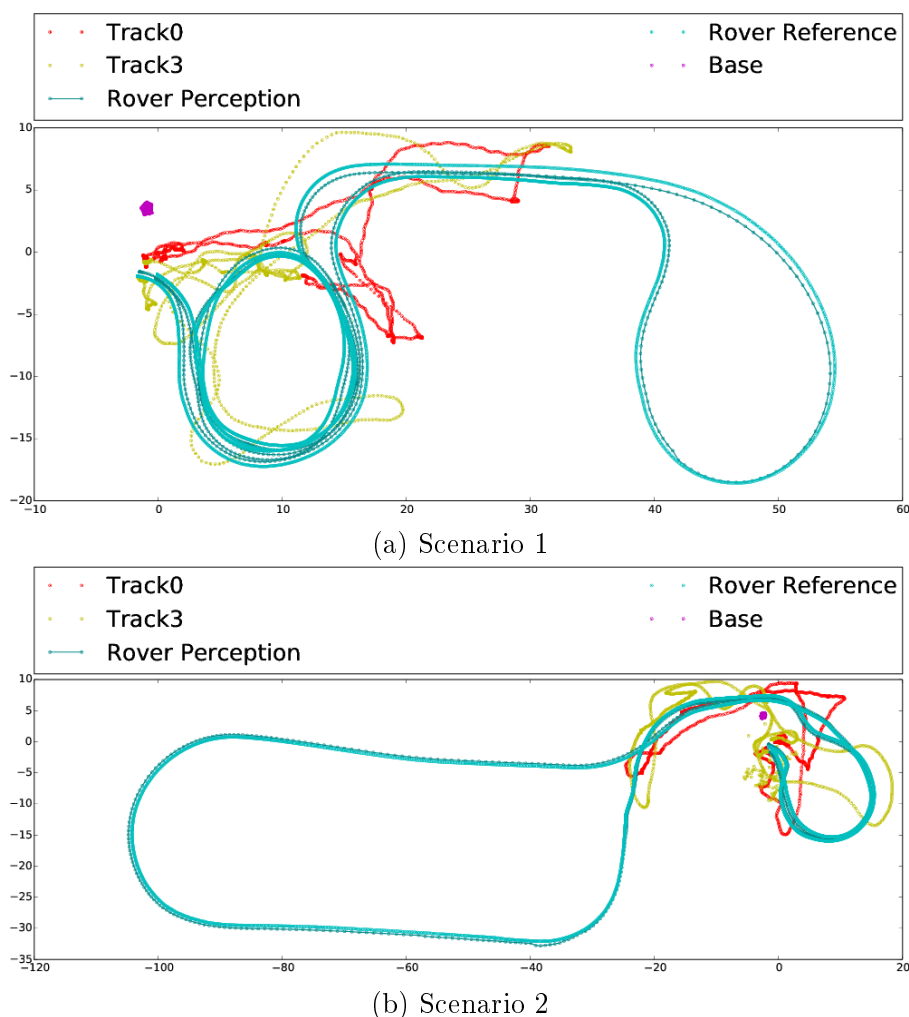 Track0
Track3
Rover Perception
Rover Reference
Base
10
5
0
−5
−10
−15
−20
−10 0 10 20 30 40 50 60
(a) Scenario 1
Track0
Track3
Rover Perception
Rover Reference
Base
10
5
0
−5
−10
−15
−20
−25
−30
−35
−120 −100 −80 −60 −40 −20 0 20
(b) Scenario 2